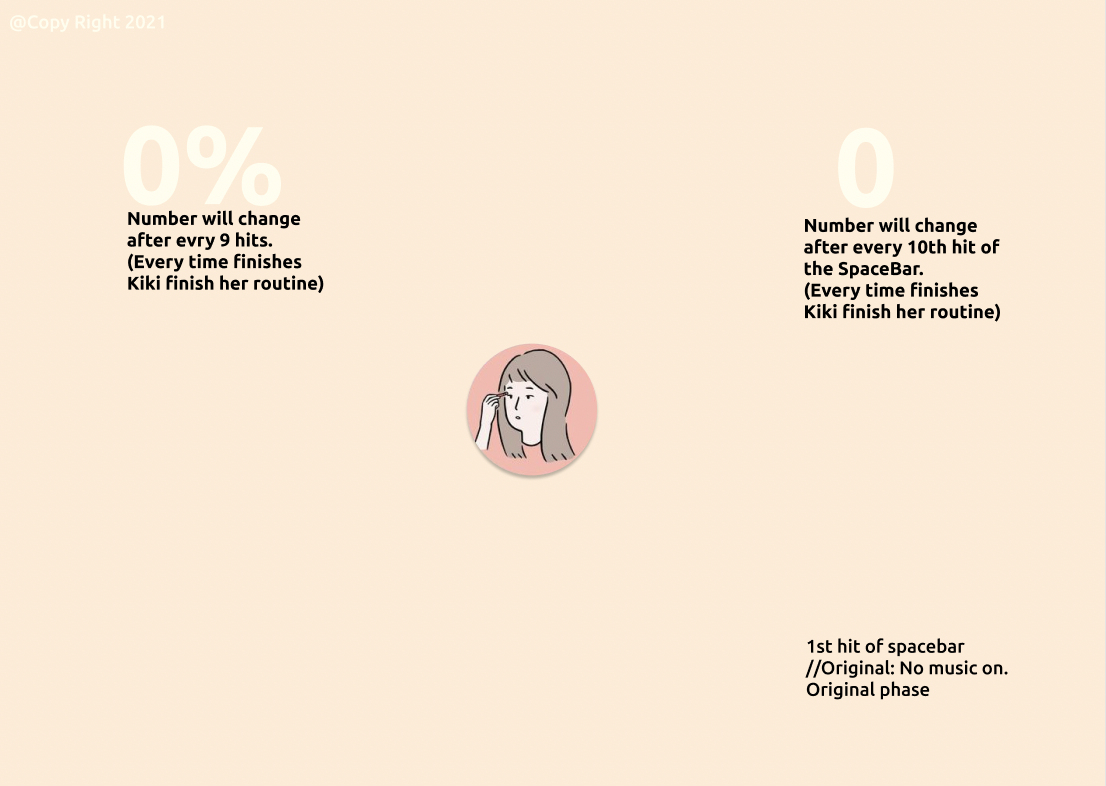 @Copy Right 2021
0%
Number will change
after evry 9 hits.
(Every time finishes
Kiki finish her routine)
0
Number will change
after every 10th hit of
the SpaceBar.
(Every time finishes
Kiki finish her routine)
1st hit of spacebar
//Original: No music on.
Original phase